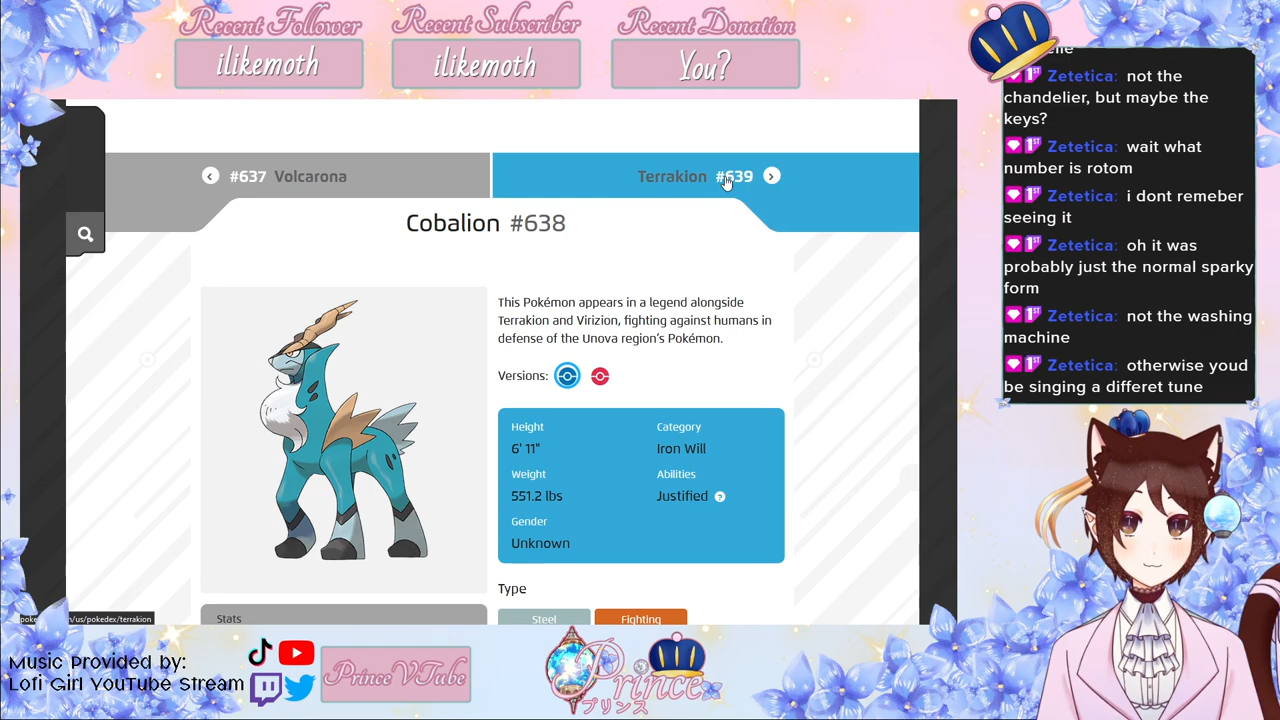 Recent Follower
ilikemoth
Recent Subscriber
ilikemoth
Recent Donation
You?
#637 Volcarona
Terrakion #639
Cobalion #638
This Pokémon appears in a legend alongside
Terrakion and Virizion, fighting against humans in
defense of the Unova region's Pokémon.
Versions:
Height
6' 11"
Category
Iron Will
Weight
551.2 lbs
Abilities
Justified ?
Gender
Unknown
Type
Steel
Fighting
Stats
/us/pokedex/terrakion
Zetetica: not the
chandelier, but maybe the
keys?
Zetetica: wait what
number is rotom
Zetetica: i dont remeber
seeing it
Zetetica: oh it was
probably just the normal sparky
form
Zetetica: not the washing
machine
Zetetica: otherwise youd
be singing a differet tune
Music Provided by:
Lofi Girl YouTube Stream
PrinceVTube
Prince
プリンス